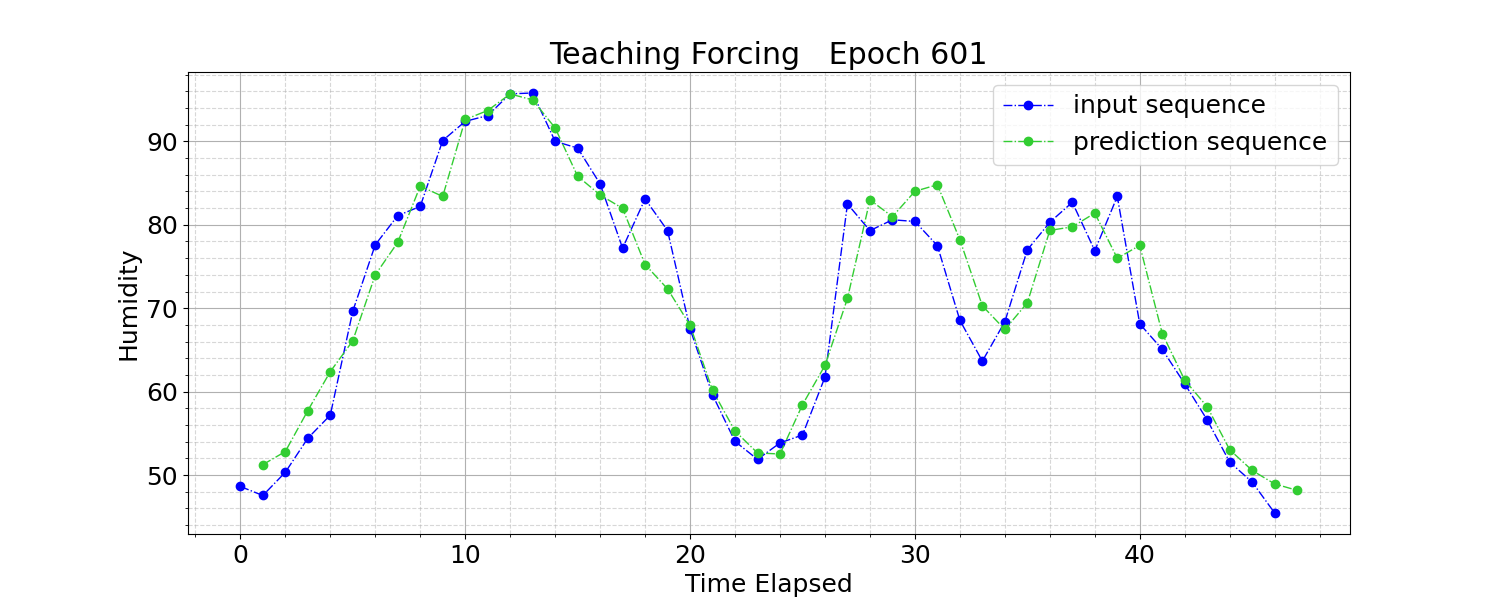 Teaching Forcing   Epoch 601
input sequence
prediction sequence
Humidity
90
80
70
60
50
0 10 20 30 40
Time Elapsed